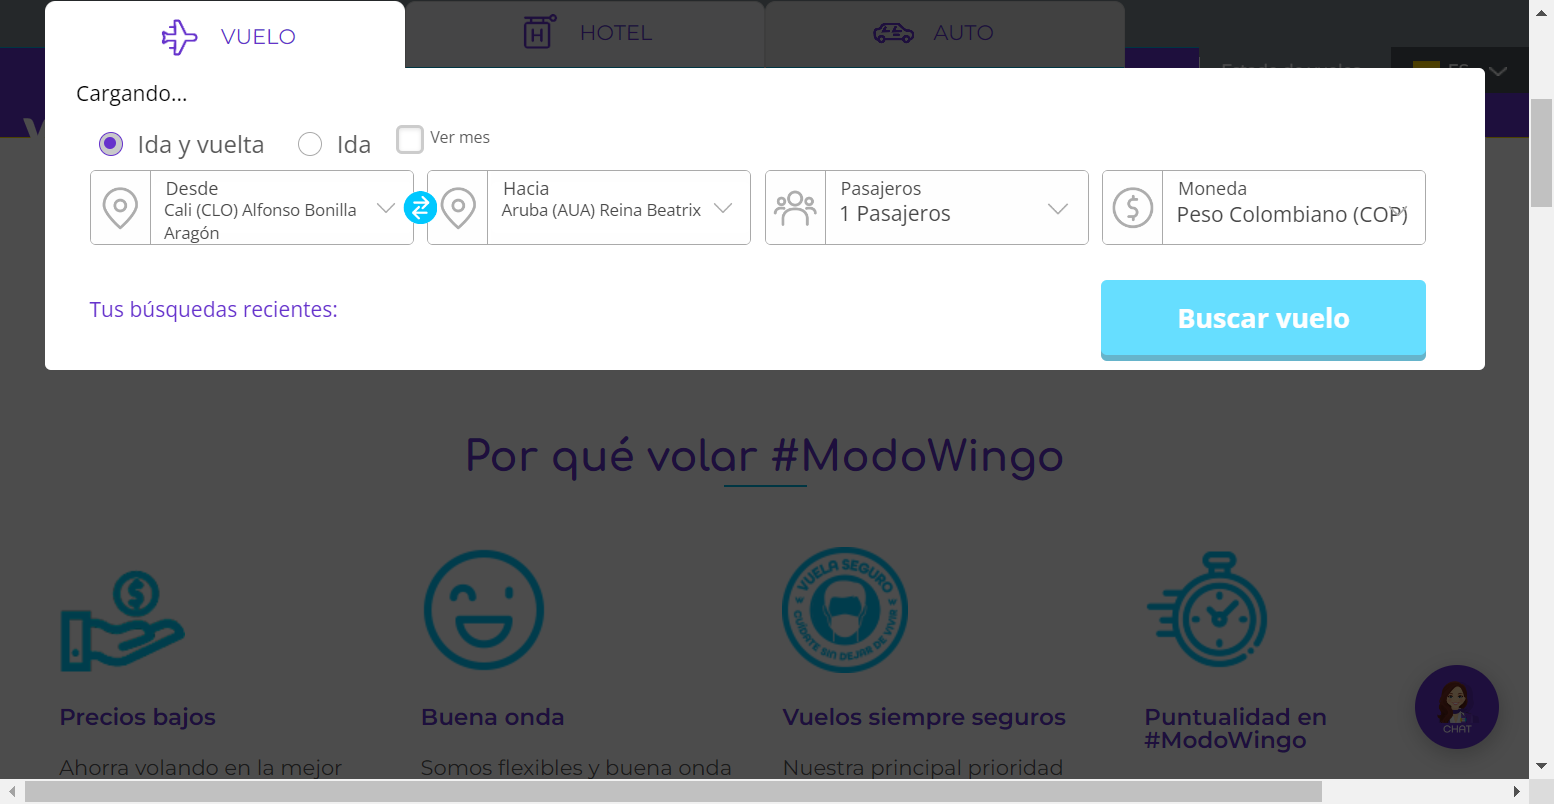 VUELO
HOTEL
AUTO
ES
Cargando...
Ida y vuelta
Ida
Ver mes
Desde
Cali (CLO) Alfonso Bonilla
Aragón
Hacia
Aruba (AUA) Reina Beatrix
Pasajeros
1 Pasajeros
Moneda
Peso Colombiano (COP)
Tus búsquedas recientes:
Buscar vuelo
Por qué volar #ModoWingo
VUELA SEGURO
CUÍDATE SIN DEJAR DE VIVIR
Precios bajos
Buena onda
Vuelos siempre seguros
Puntualidad en
#ModoWingo
CHAT
Ahorra volando en la mejor
Somos flexibles y buena onda
Nuestra principal prioridad